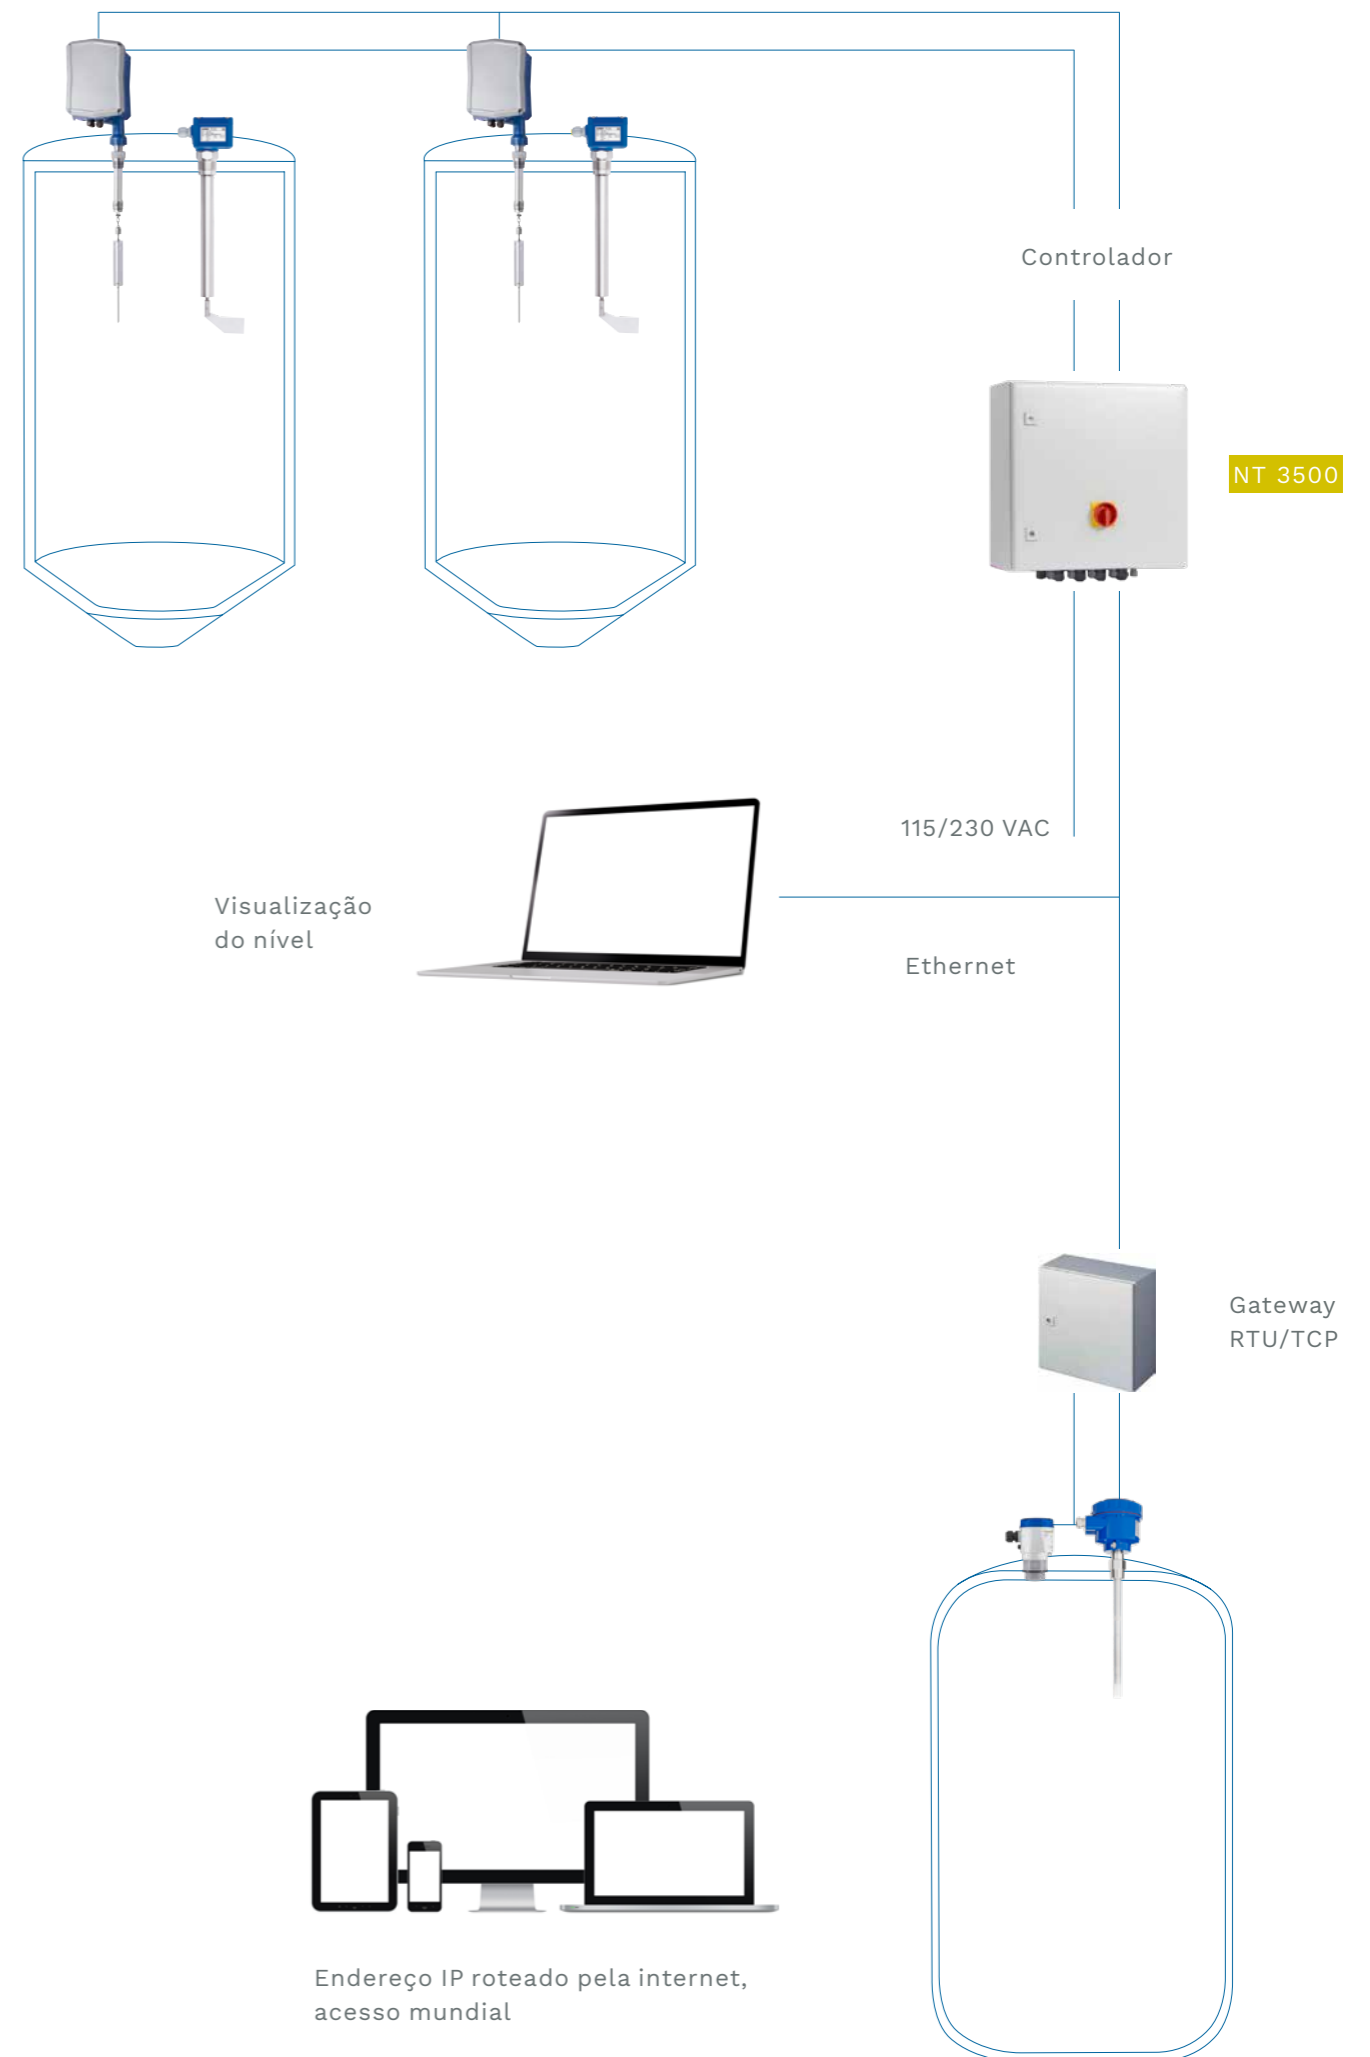 Controlador
NT 3500
115/230 VAC
Visualização
do nível
Ethernet
Gateway
RTU/TCP
Endereço IP roteado pela internet,
acesso mundial